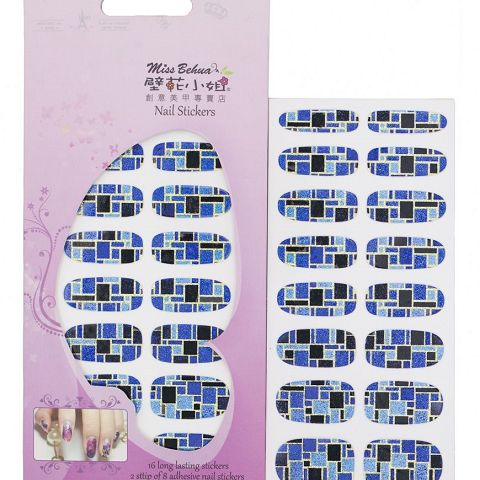 Miss Behua
壁花小姐
創意美甲專賣店
Nail Stickers
16 long lasting stickers
2 sttip of 8 adhesive nail stickers